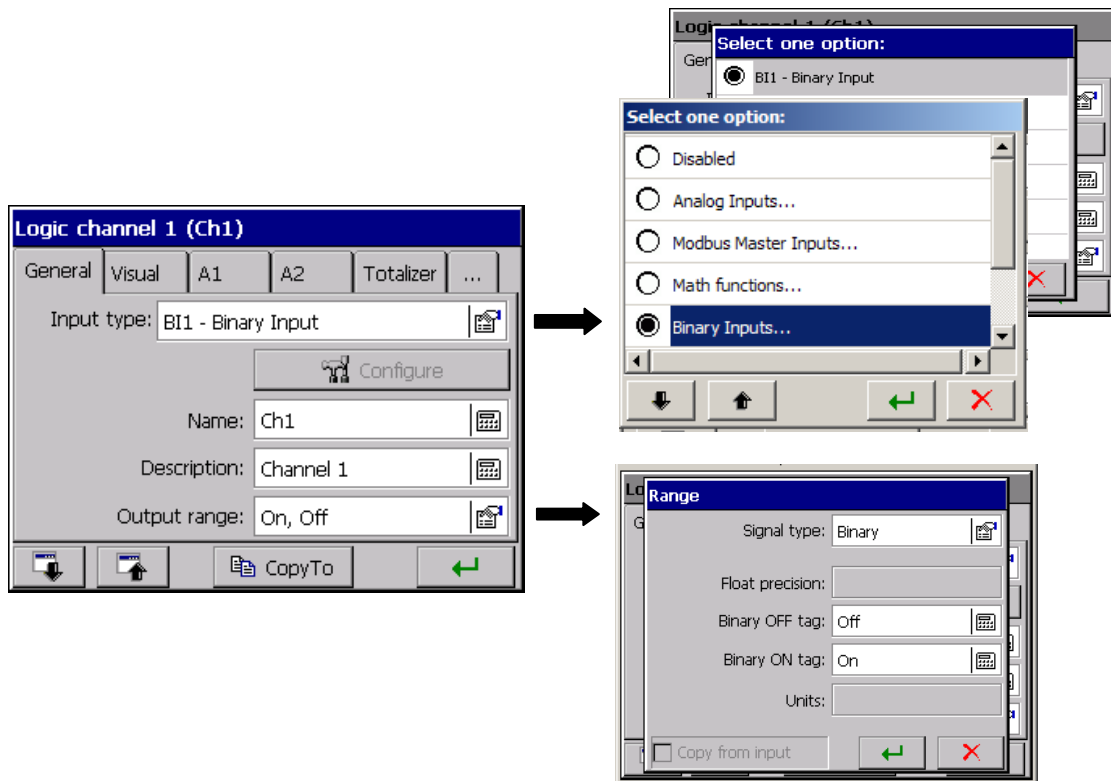 Logic channel 1 (Ch1)
General Visual A1 A2 Totalizer ...
Input type: BI1 - Binary Input
Configure
Name: Ch1
Description: Channel 1
Output range: On, Off
CopyTo
Select one option:
BI1 - Binary Input
Select one option:
Disabled
Analog Inputs...
Modbus Master Inputs...
Math functions...
Binary Inputs...
Range
Signal type: Binary
Float precision:
Binary OFF tag: Off
Binary ON tag: On
Units:
Copy from input